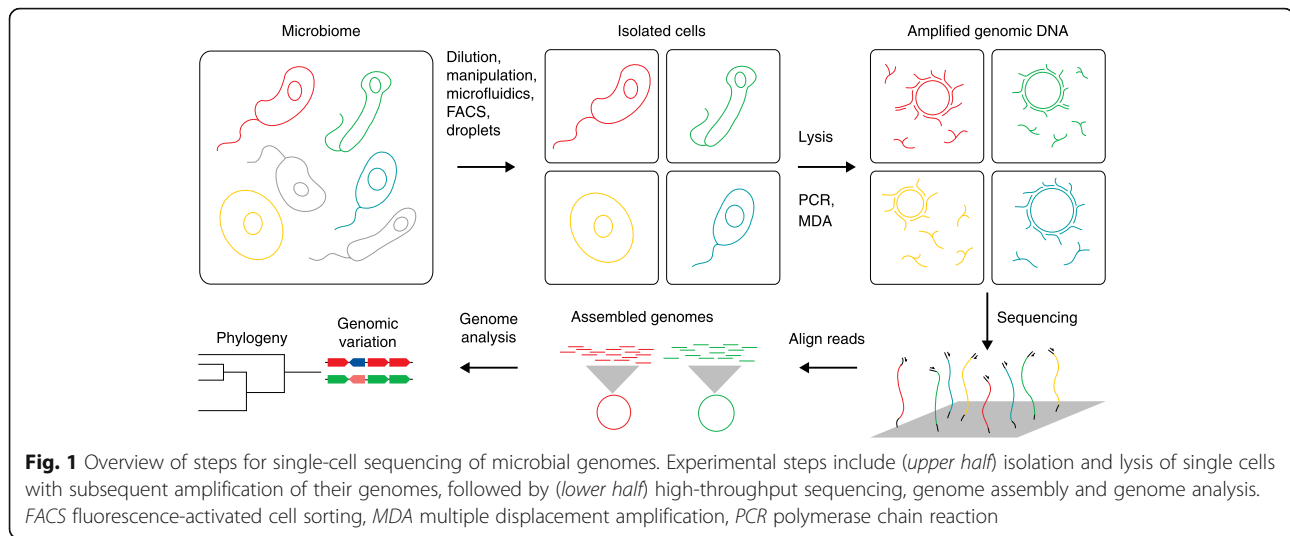 Microbiome
Dilution,
manipulation,
microfluidics,
FACS,
droplets
Isolated cells
Lysis
PCR,
MDA
Amplified genomic DNA
Sequencing
Align reads
Assembled genomes
Genome
analysis
Genomic
variation
Phylogeny
Fig. 1 Overview of steps for single-cell sequencing of microbial genomes. Experimental steps include (upper half) isolation and lysis of single cells
with subsequent amplification of their genomes, followed by (lower half) high-throughput sequencing, genome assembly and genome analysis.
FACS fluorescence-activated cell sorting, MDA multiple displacement amplification, PCR polymerase chain reaction